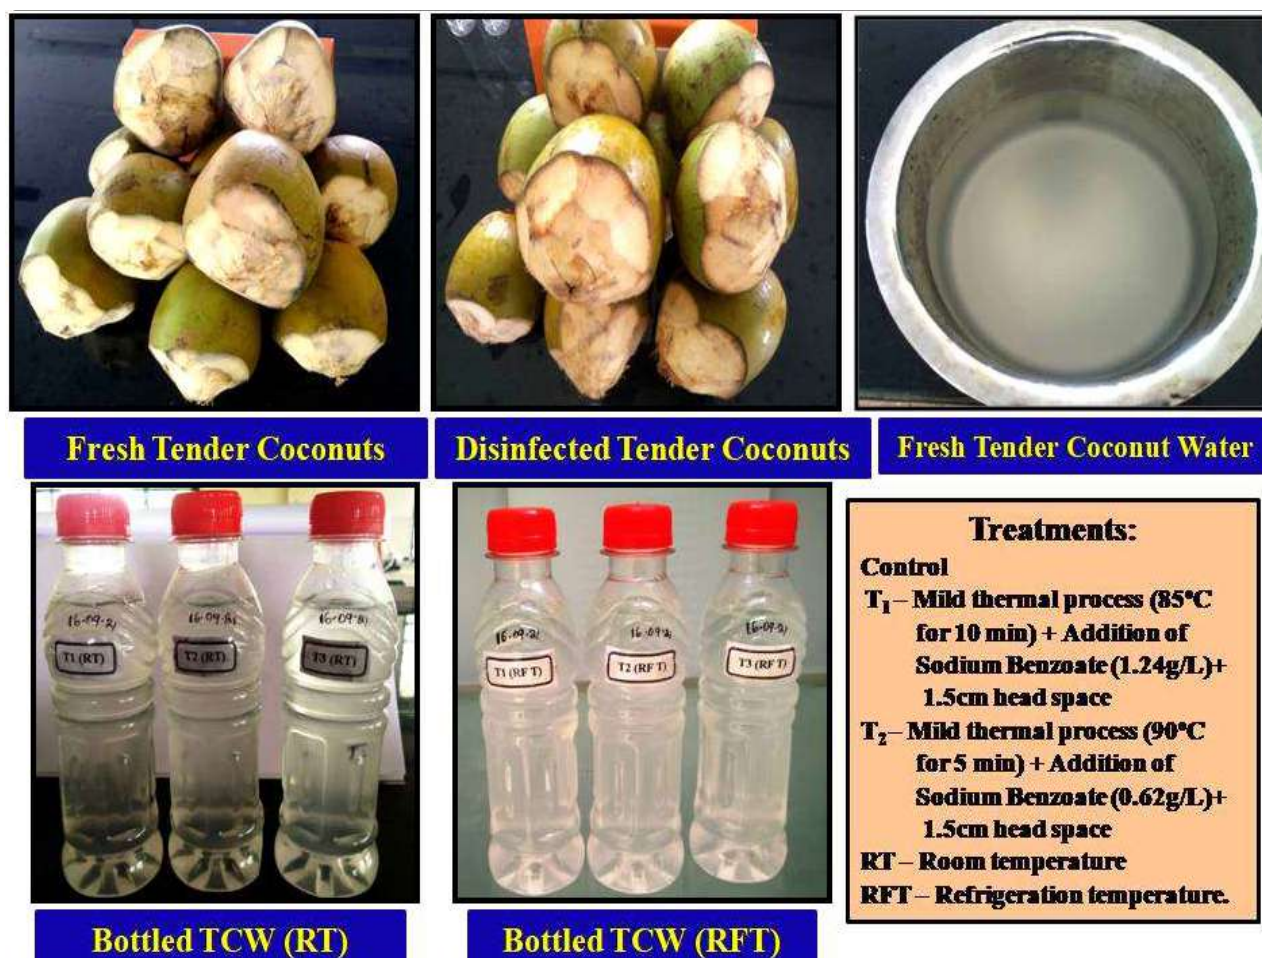 Fresh Tender Coconuts
Disinfected Tender Coconuts
Fresh Tender Coconut Water
16-09-21
T1 (RT)
16-09-21
T2 (RT)
16-09-21
T3 (RT)
T3
16-09-21
T1 (RFT)
16-09-21
T2 (RFT)
16-09-21
T3 (RFT)
Treatments:
Control
T₁ – Mild thermal process (85°C
for 10 min) + Addition of
Sodium Benzoate (1.24g/L)+
1.5cm head space
T₂ – Mild thermal process (90°C
for 5 min) + Addition of
Sodium Benzoate (0.62g/L)+
1.5cm head space
RT – Room temperature
RFT – Refrigeration temperature.
Bottled TCW (RT)
Bottled TCW (RFT)